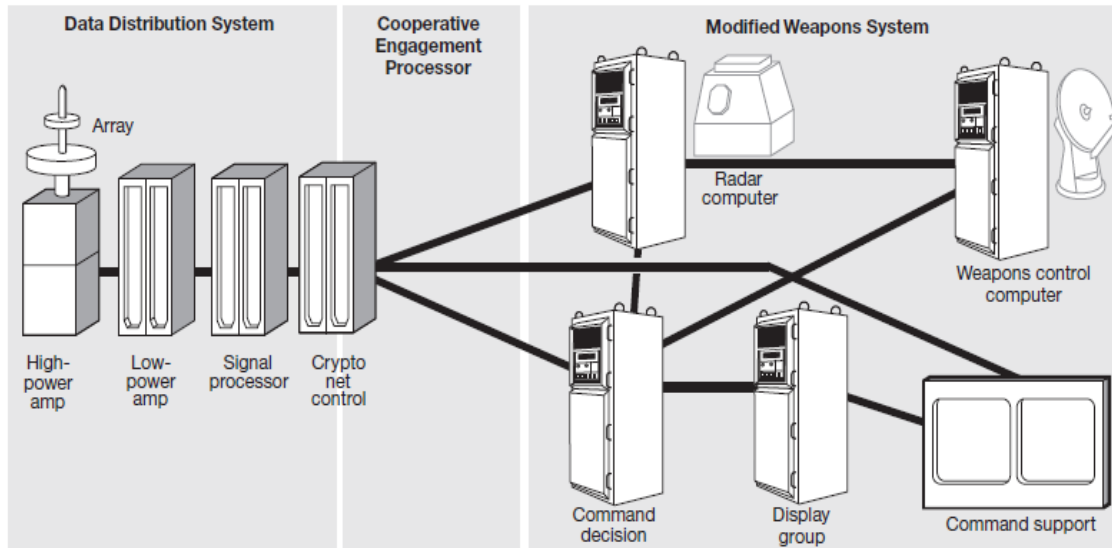 Data Distribution System
Cooperative
Engagement
Processor
Modified Weapons System
Array
Radar
computer
Weapons control
computer
High-
power
amp
Low-
power
amp
Signal
processor
Crypto
net
control
Command
decision
Display
group
Command support